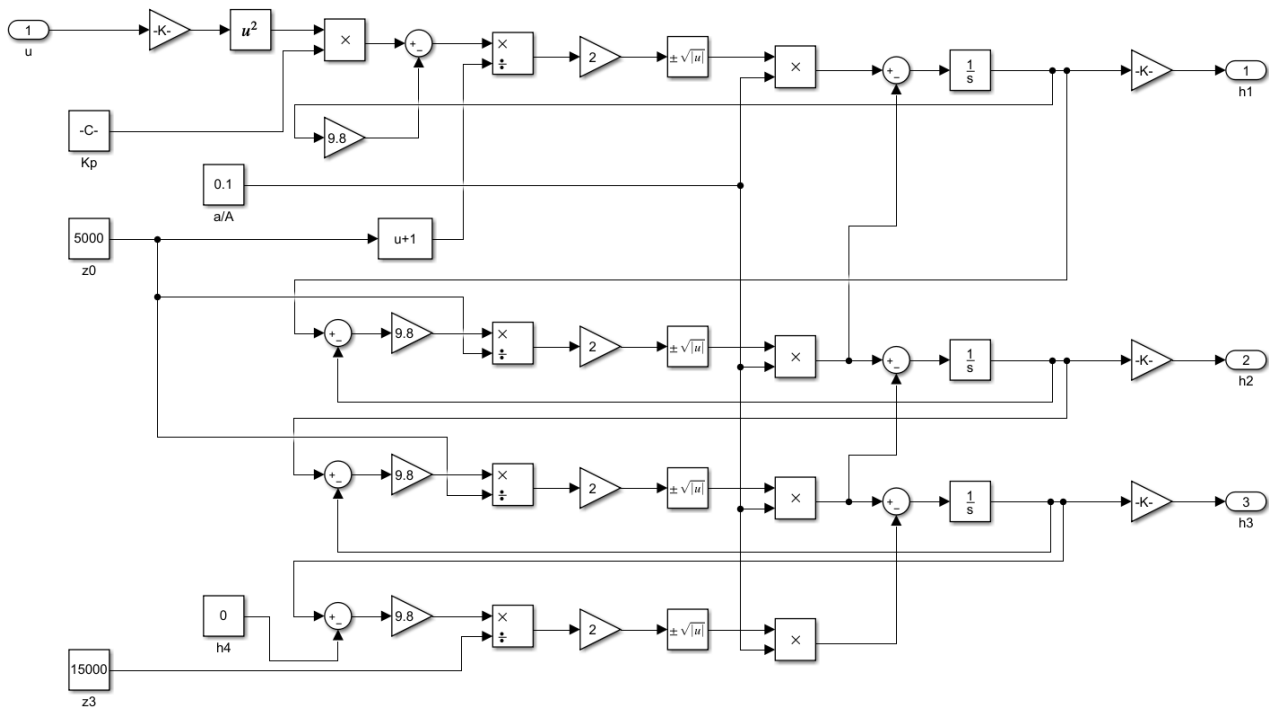 1
u
-K-
u²
×
+
−
×
÷
2
± √|u|
×
+
−
1/s
-K-
1
h1
-C-
Kp
9.8
0.1
a/A
5000
z0
u+1
+
−
9.8
×
÷
2
± √|u|
×
+
−
1/s
-K-
2
h2
+
−
9.8
×
÷
2
± √|u|
×
+
−
1/s
-K-
3
h3
0
h4
+
−
9.8
×
÷
2
± √|u|
×
15000
z3